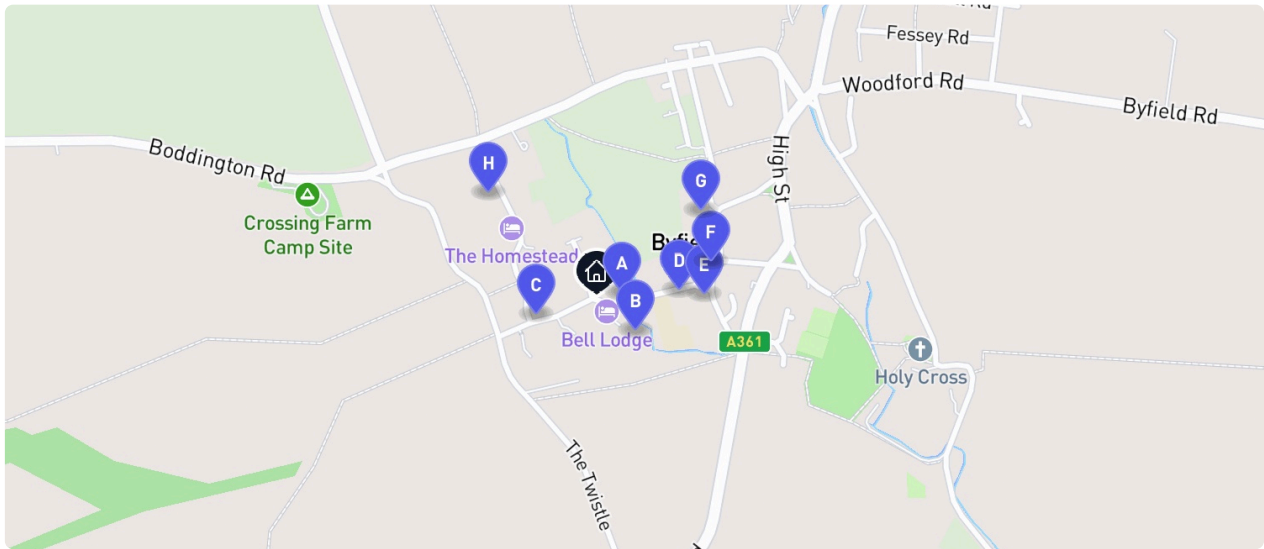 Fessey Rd
Woodford Rd
Byfield Rd
Boddington Rd
High St
H
G
Crossing Farm
Camp Site
The Homestead
F
A
D
E
C
B
Bell Lodge
A361
Holy Cross
The Twistle